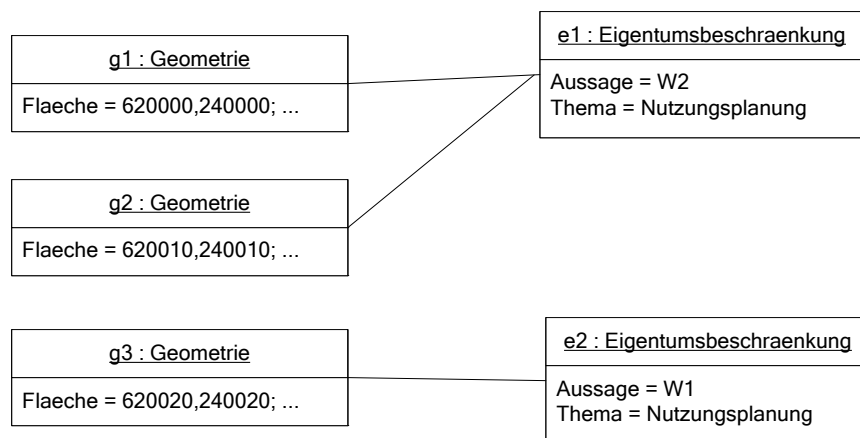 g1 : Geometrie
Flaeche = 620000,240000; ...
e1 : Eigentumsbeschraenkung
Aussage = W2
Thema = Nutzungsplanung
g2 : Geometrie
Flaeche = 620010,240010; ...
g3 : Geometrie
Flaeche = 620020,240020; ...
e2 : Eigentumsbeschraenkung
Aussage = W1
Thema = Nutzungsplanung